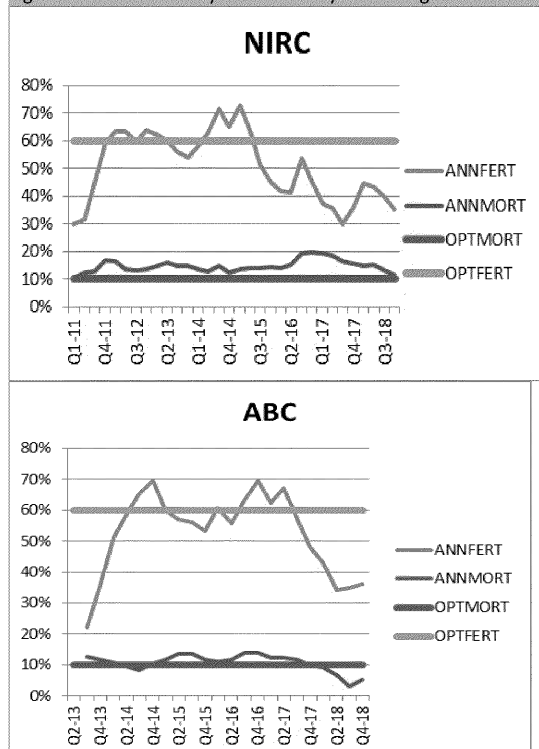 NIRC
80%
70%
60%
50%
40%
30%
20%
10%
0%
ANNFERT
ANNMORT
OPTMORT
OPTFERT
Q1-11
Q4-11
Q3-12
Q2-13
Q1-14
Q4-14
Q3-15
Q2-16
Q1-17
Q4-17
Q3-18
ABC
80%
70%
60%
50%
40%
30%
20%
10%
0%
ANNFERT
ANNMORT
OPTMORT
OPTFERT
Q2-13
Q4-13
Q2-14
Q4-14
Q2-15
Q4-15
Q2-16
Q4-16
Q2-17
Q4-17
Q2-18
Q4-18